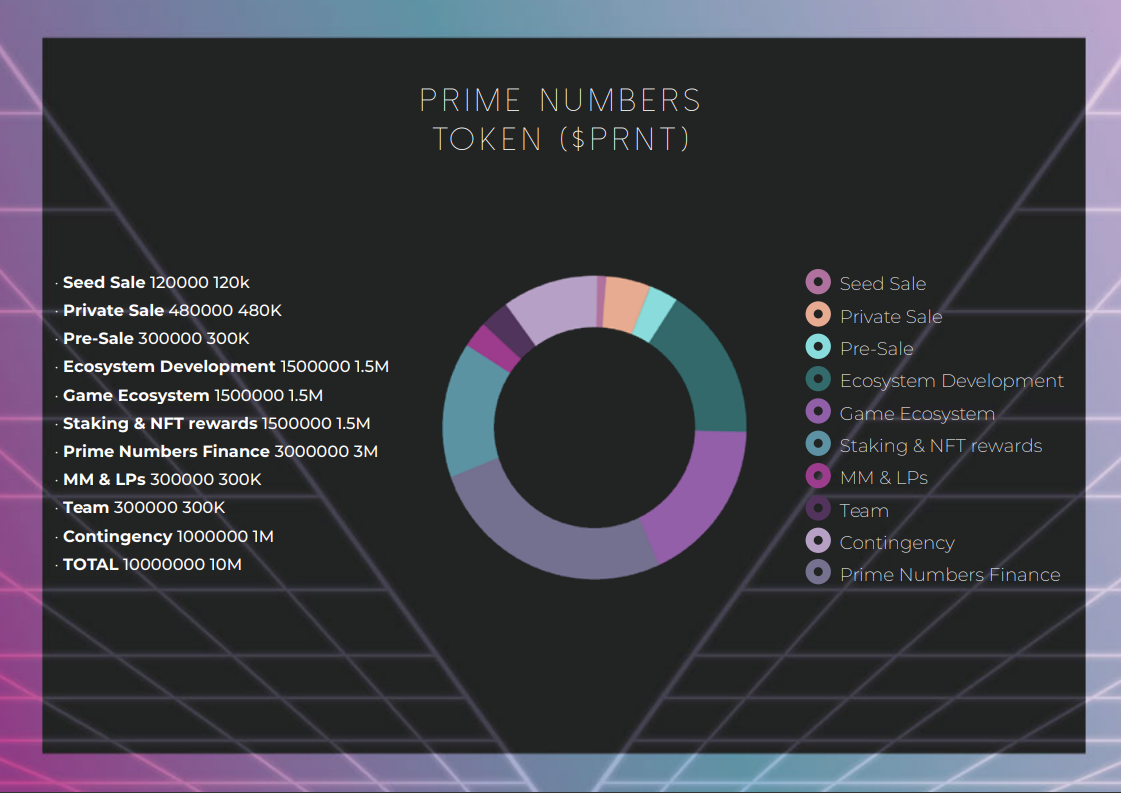 PRIME NUMBERS
TOKEN ($PRNT)
· Seed Sale 120000 120k
· Private Sale 480000 480K
· Pre-Sale 300000 300K
· Ecosystem Development 1500000 1.5M
· Game Ecosystem 1500000 1.5M
· Staking & NFT rewards 1500000 1.5M
· Prime Numbers Finance 3000000 3M
· MM & LPs 300000 300K
· Team 300000 300K
· Contingency 1000000 1M
· TOTAL 10000000 10M
Seed Sale
Private Sale
Pre-Sale
Ecosystem Development
Game Ecosystem
Staking & NFT rewards
MM & LPs
Team
Contingency
Prime Numbers Finance